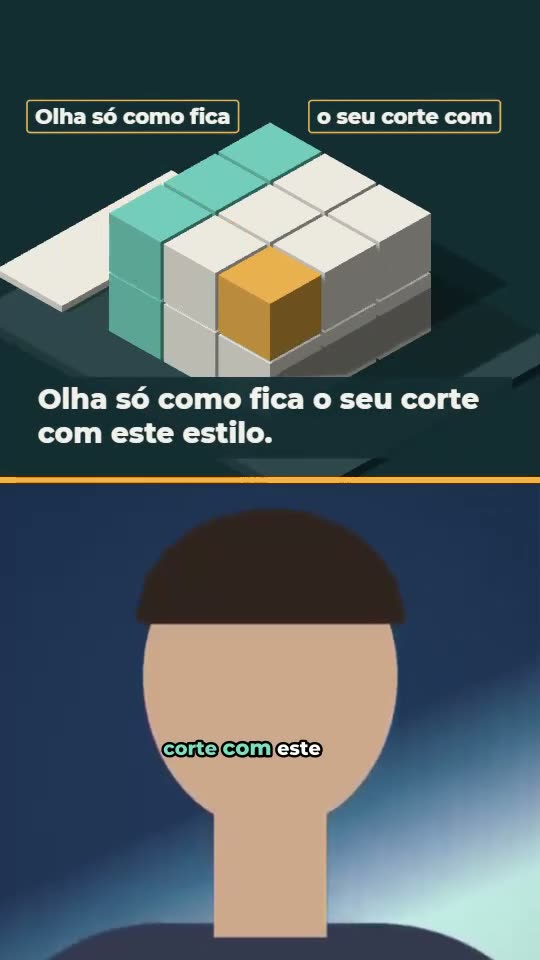 Olha só como fica
o seu corte com
Olha só como fica o seu corte
com este estilo.
corte com este